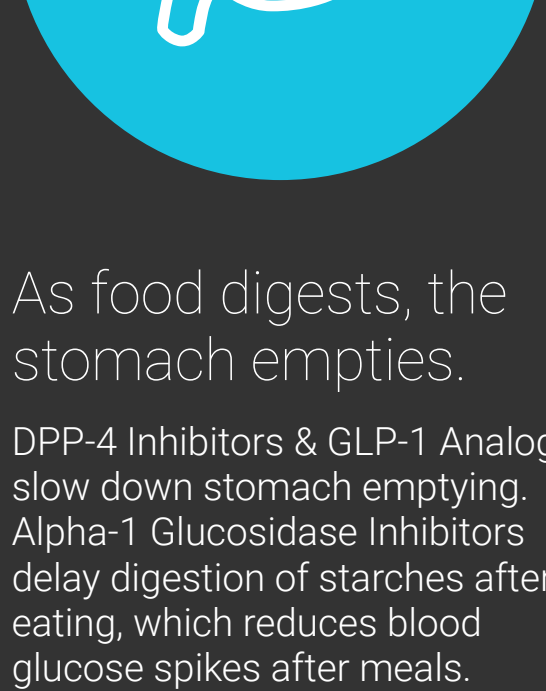 As food digests, the
stomach empties.
DPP-4 Inhibitors & GLP-1 Analog
slow down stomach emptying.
Alpha-1 Glucosidase Inhibitors
delay digestion of starches after
eating, which reduces blood
glucose spikes after meals.